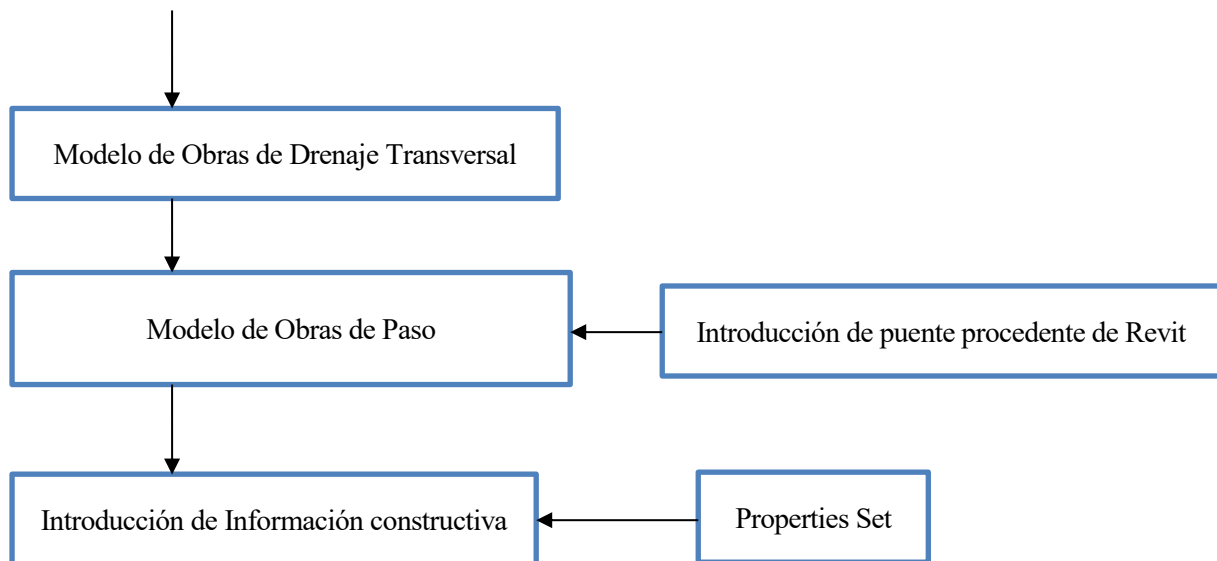 Modelo de Obras de Drenaje Transversal
Modelo de Obras de Paso
Introducción de puente procedente de Revit
Introducción de Información constructiva
Properties Set